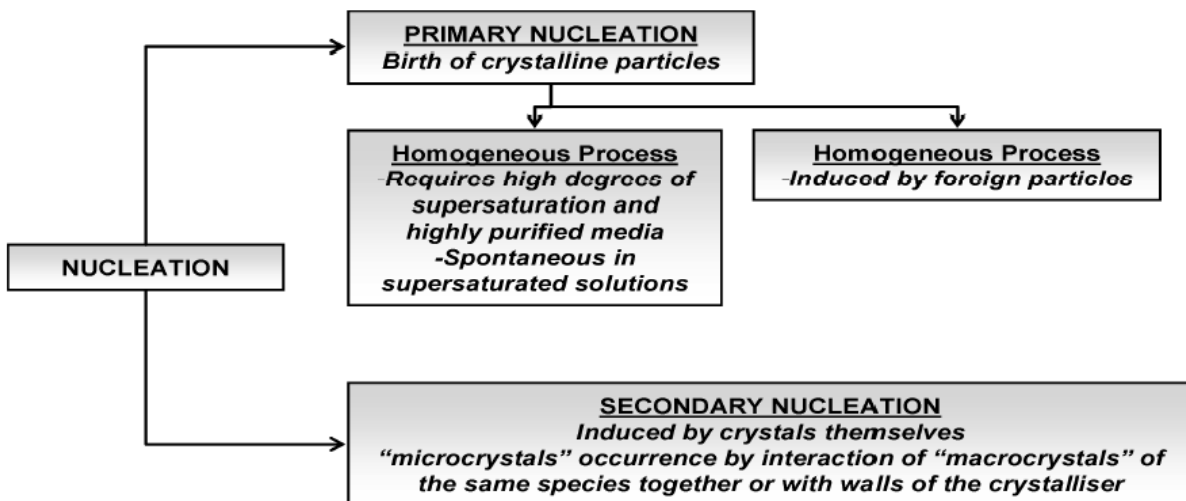 PRIMARY NUCLEATION
Birth of crystalline particles
Homogeneous Process
-Requires high degrees of
supersaturation and
highly purified media
-Spontaneous in
supersaturated solutions
Homogeneous Process
-Induced by foreign particles
NUCLEATION
SECONDARY NUCLEATION
Induced by crystals themselves
“microcrystals” occurrence by interaction of “macrocrystals” of
the same species together or with walls of the crystalliser